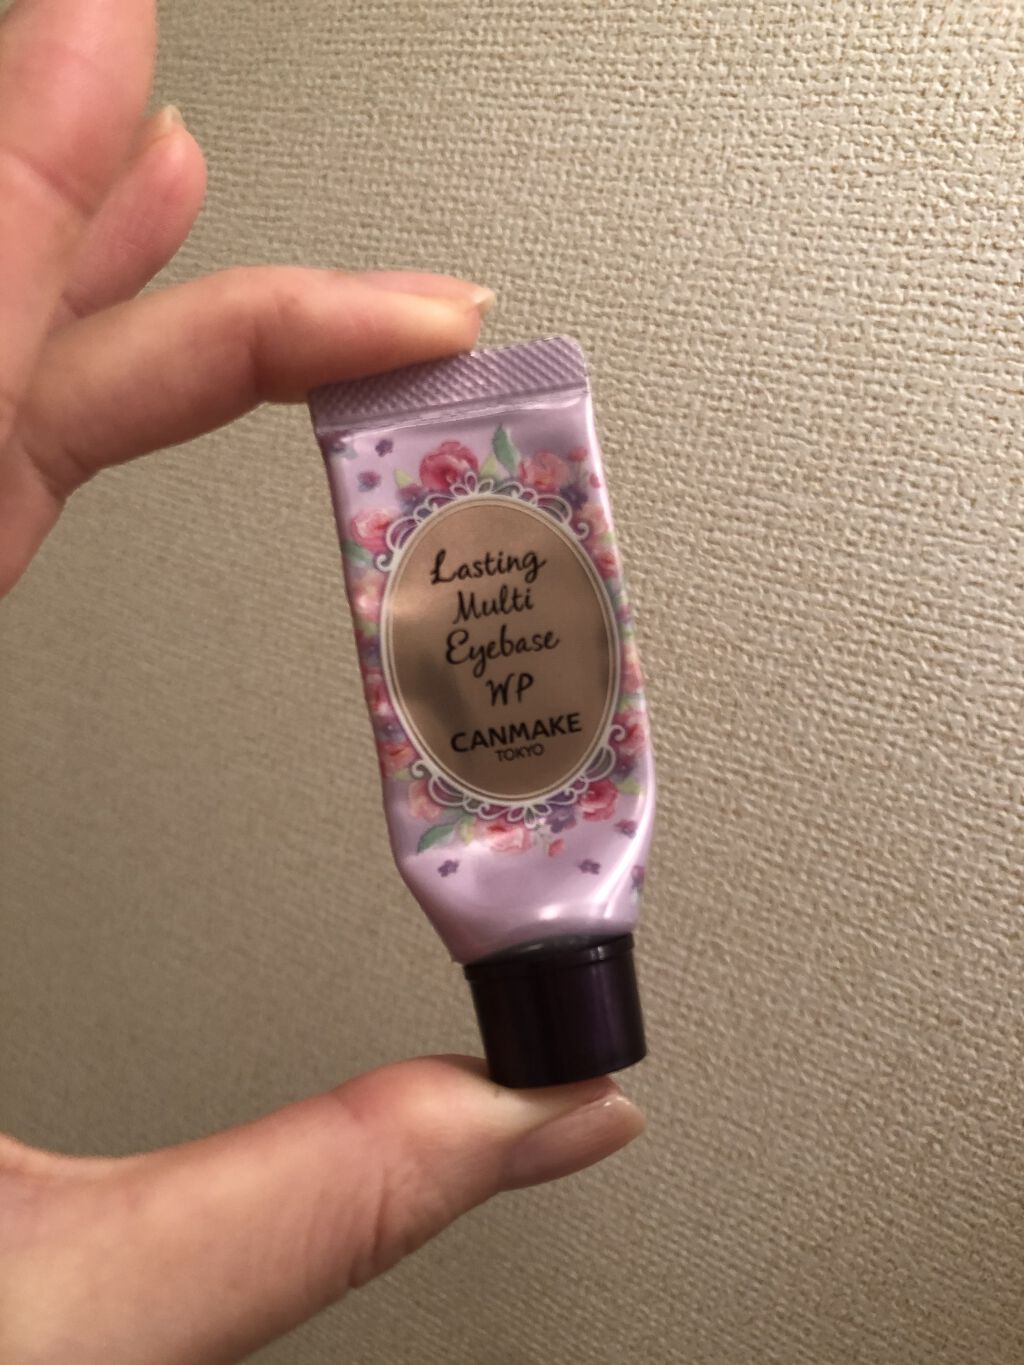 Lasting
Multi
Eyebase
WP
CANMAKE
TOKYO